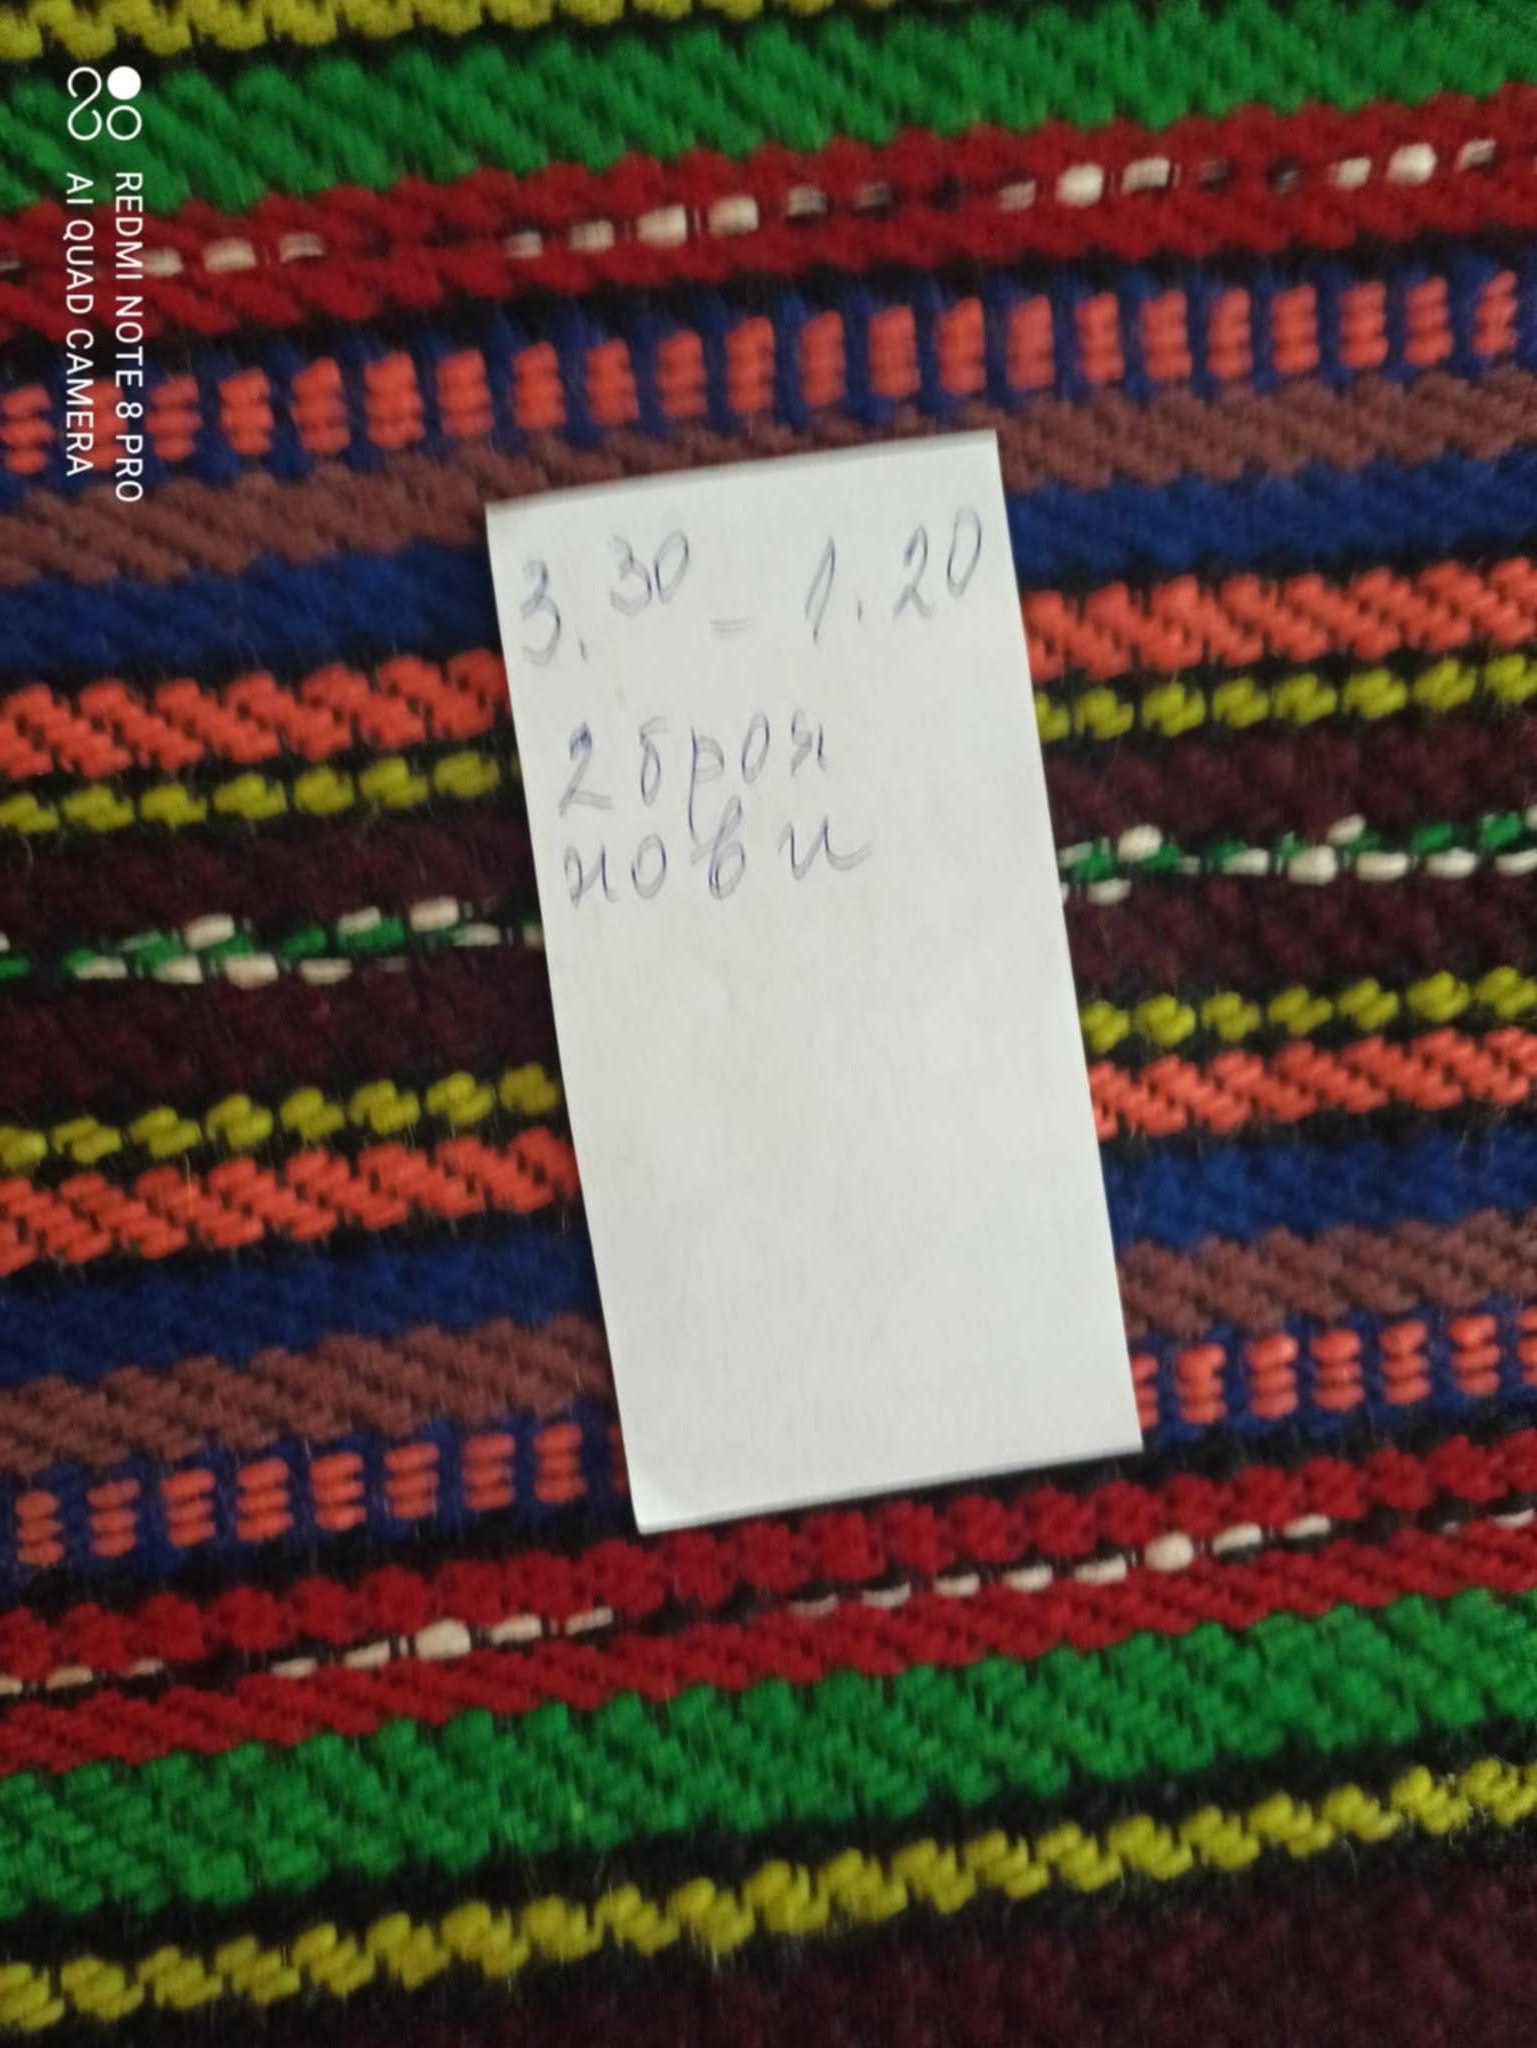 3.30 - 1.20
2 броя
нови
REDMI NOTE 8 PRO
AI QUAD CAMERA